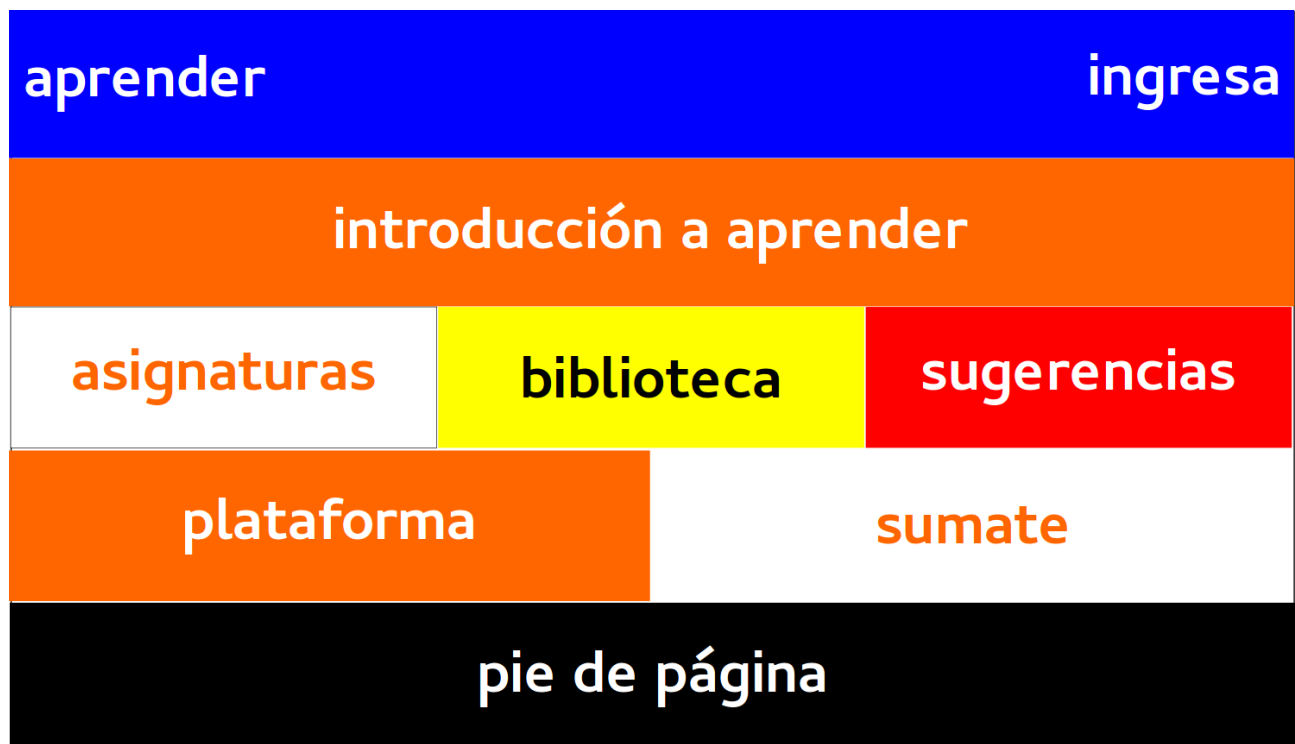 aprender ingresa
introducción a aprender
asignaturas biblioteca sugerencias
plataforma sumate
pie de página